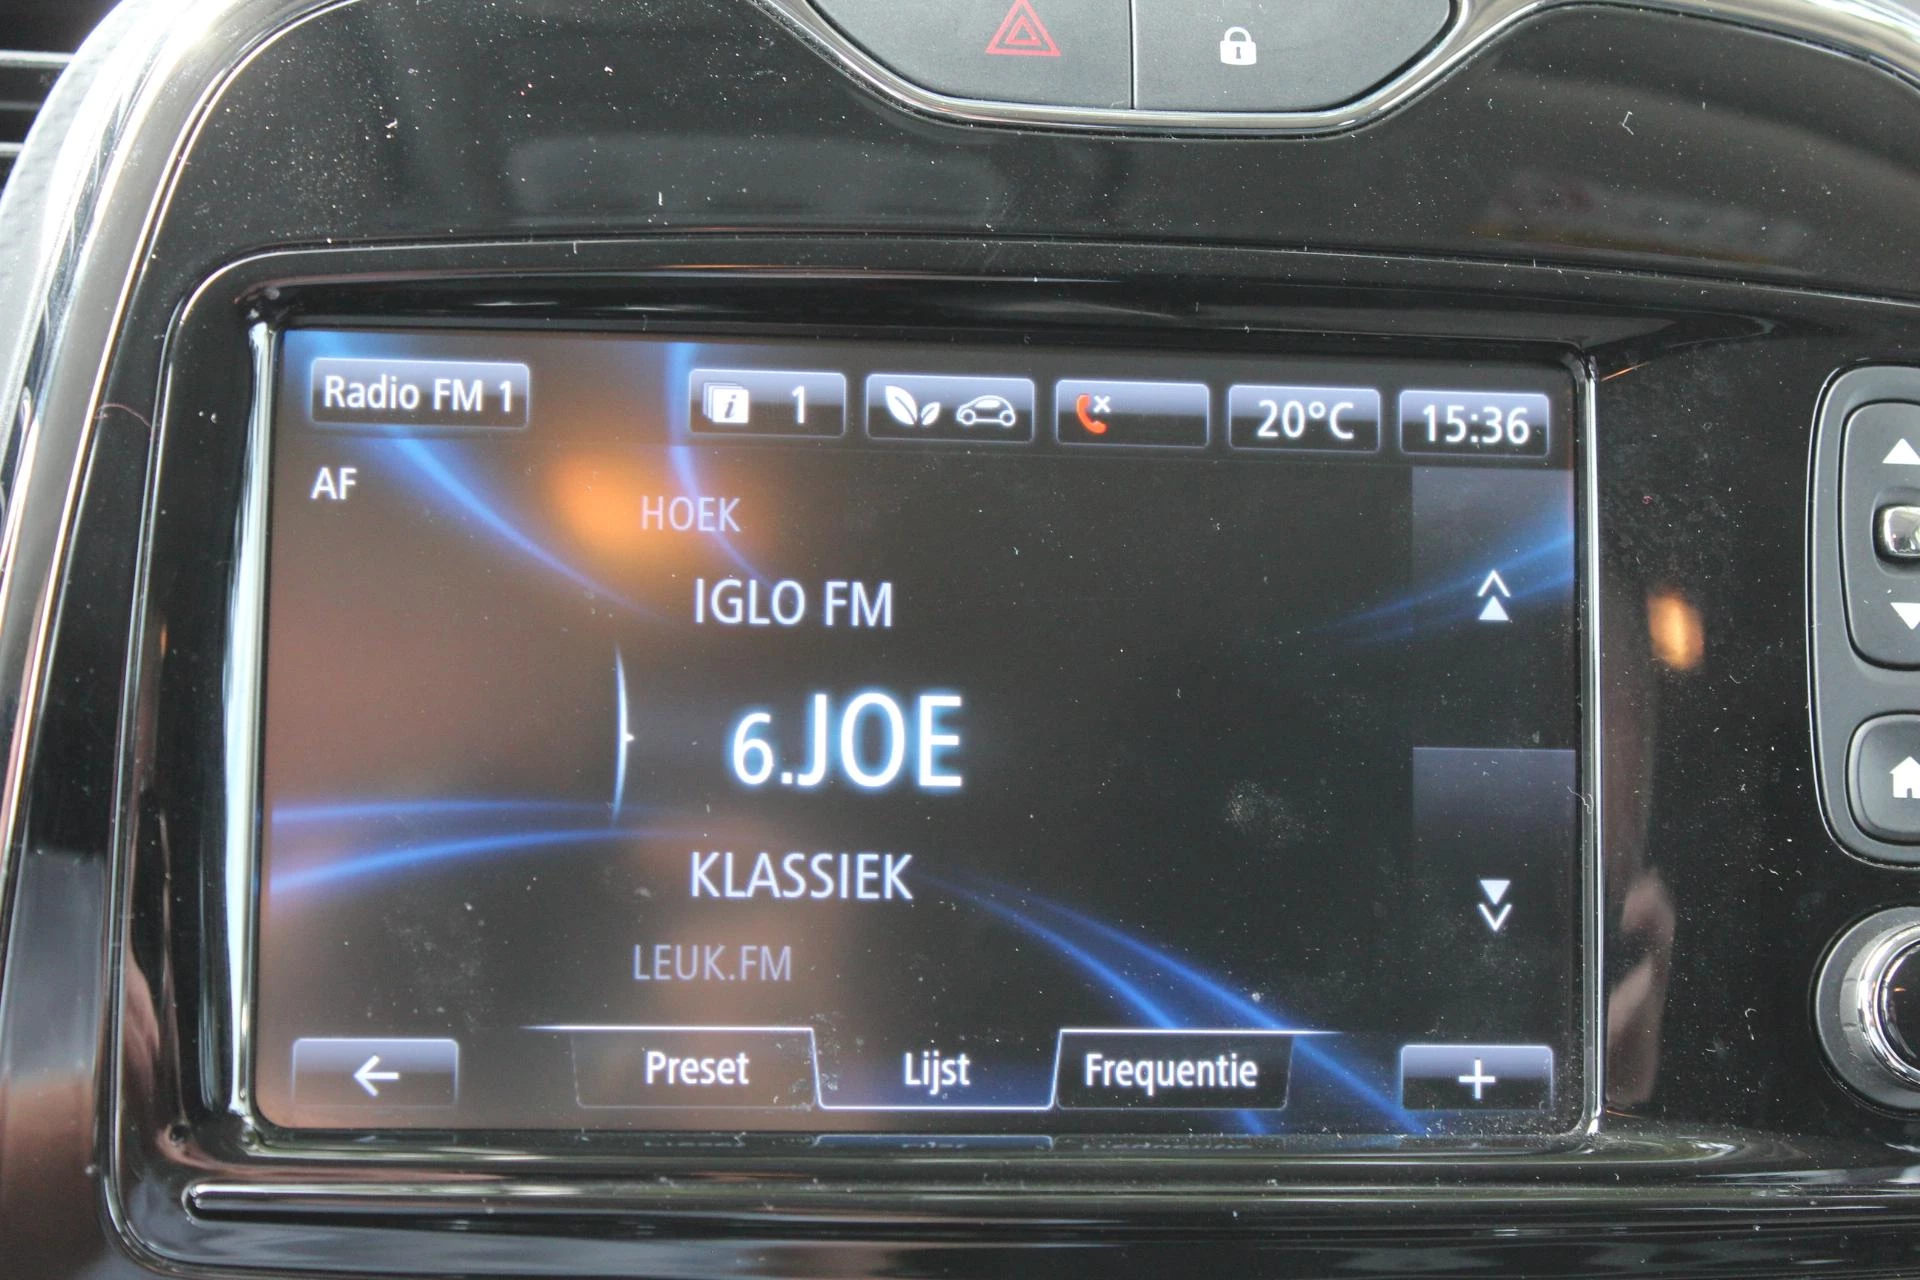 Radio FM 1
i 1
20°C
15:36
AF
HOEK
IGLO FM
6.JOE
KLASSIEK
LEUK.FM
Preset
Lijst
Frequentie
+